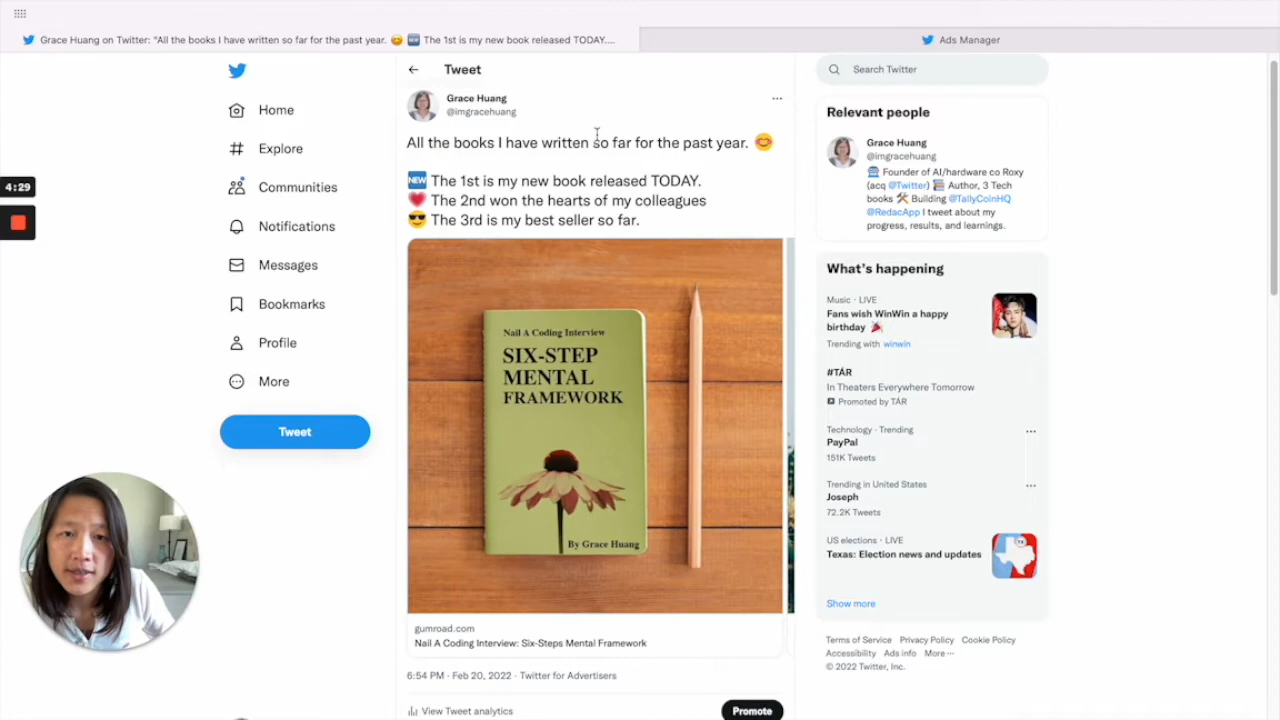 Grace Huang on Twitter: "All the books I have written so far for the past year. 😊 🆕 The 1st is my new book released TODAY....
Ads Manager
Tweet
Search Twitter
Home
Explore
Communities
Notifications
Messages
Bookmarks
Profile
More
Tweet
4:29
Grace Huang
@imgracehuang
All the books I have written so far for the past year. 😊
🆕 The 1st is my new book released TODAY.
💗 The 2nd won the hearts of my colleagues
😎 The 3rd is my best seller so far.
Nail A Coding Interview
SIX-STEP
MENTAL
FRAMEWORK
By Grace Huang
gumroad.com
Nail A Coding Interview: Six-Steps Mental Framework
6:54 PM · Feb 20, 2022 · Twitter for Advertisers
View Tweet analytics
Promote
Relevant people
Grace Huang
@imgracehuang
Founder of AI/hardware co Roxy
(acq @Twitter) 📚 Author, 3 Tech
books 🛠 Building @TallyCoinHQ
@RedacApp I tweet about my
progress, results, and learnings.
What's happening
Music · LIVE
Fans wish WinWin a happy
birthday 🎉
Trending with winwin
#TÁR
In Theaters Everywhere Tomorrow
Promoted by TÁR
Technology · Trending
PayPal
151K Tweets
Trending in United States
Joseph
72.2K Tweets
US elections · LIVE
Texas: Election news and updates
Show more
Terms of Service Privacy Policy Cookie Policy
Accessibility Ads info More ···
© 2022 Twitter, Inc.